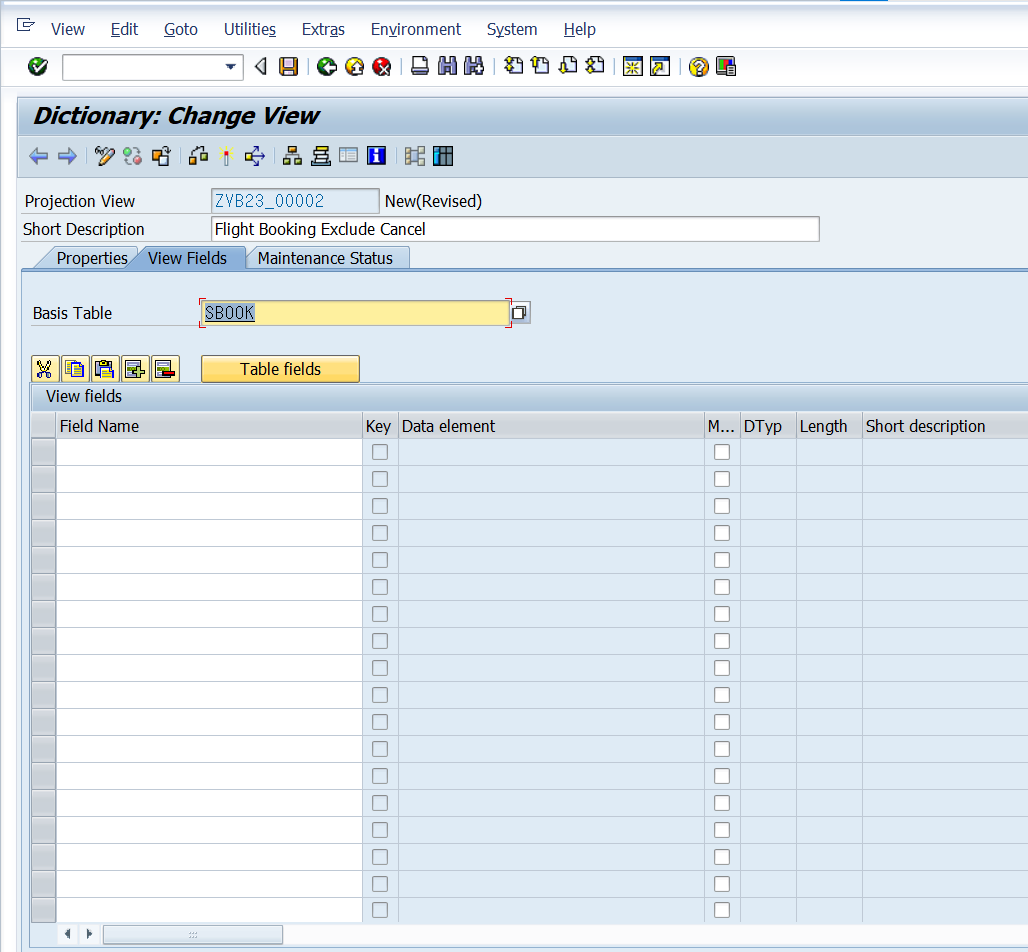 View Edit Goto Utilities Extras Environment System Help
Dictionary: Change View
Projection View ZVB23_00002 New(Revised)
Short Description Flight Booking Exclude Cancel
Properties View Fields Maintenance Status
Basis Table SBOOK
Table fields
View fields
Field Name Key Data element M... DTyp Length Short description